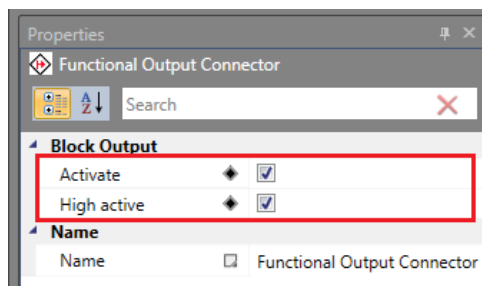 Properties
Functional Output Connector
A Z Search
Block Output
Activate
High active
Name
Name Functional Output Connector